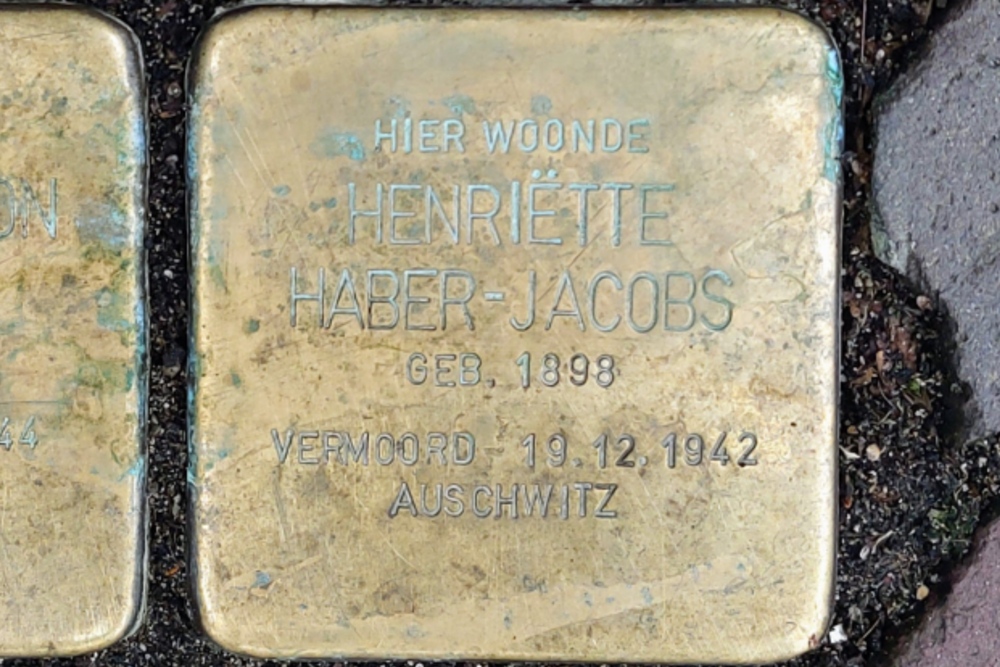 HIER WOONDE
HENRIËTTE
HABER-JACOBS
GEB. 1898
VERMOORD 19.12.1942
AUSCHWITZ